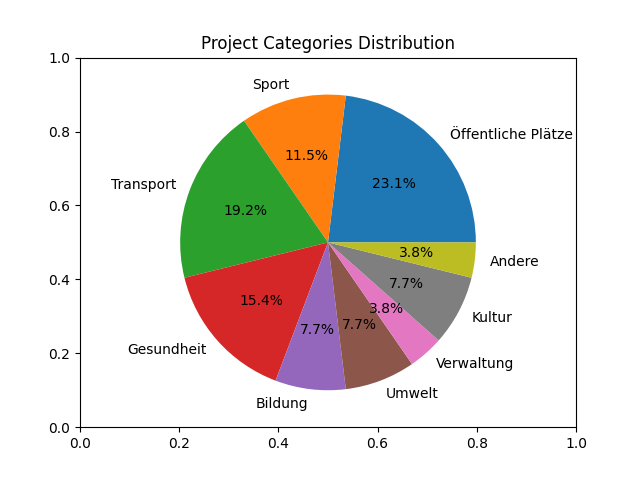 Project Categories Distribution
1.0
0.8
0.6
0.4
0.2
0.0
0.0 0.2 0.4 0.6 0.8 1.0
Öffentliche Plätze
23.1%
Sport
11.5%
Transport
19.2%
Gesundheit
15.4%
Bildung
7.7%
Umwelt
7.7%
Verwaltung
3.8%
Kultur
7.7%
Andere
3.8%